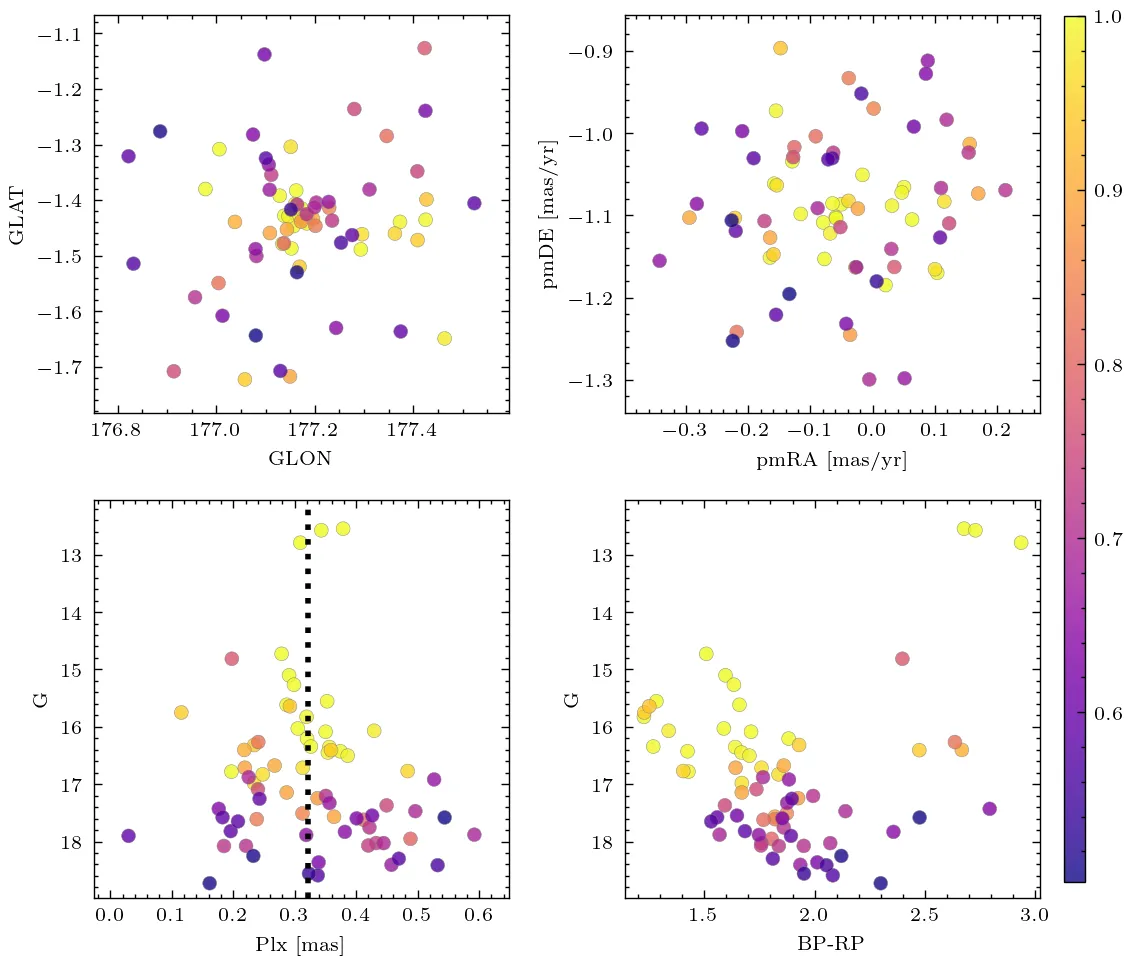 −1.1
−1.2
−1.3
−1.4
−1.5
−1.6
−1.7
GLAT
176.8 177.0 177.2 177.4
GLON
−0.9
−1.0
−1.1
−1.2
−1.3
pmDE [mas/yr]
−0.3 −0.2 −0.1 0.0 0.1 0.2
pmRA [mas/yr]
13
14
15
16
17
18
G
0.0 0.1 0.2 0.3 0.4 0.5 0.6
Plx [mas]
13
14
15
16
17
18
G
1.5 2.0 2.5 3.0
BP-RP
1.0
0.9
0.8
0.7
0.6